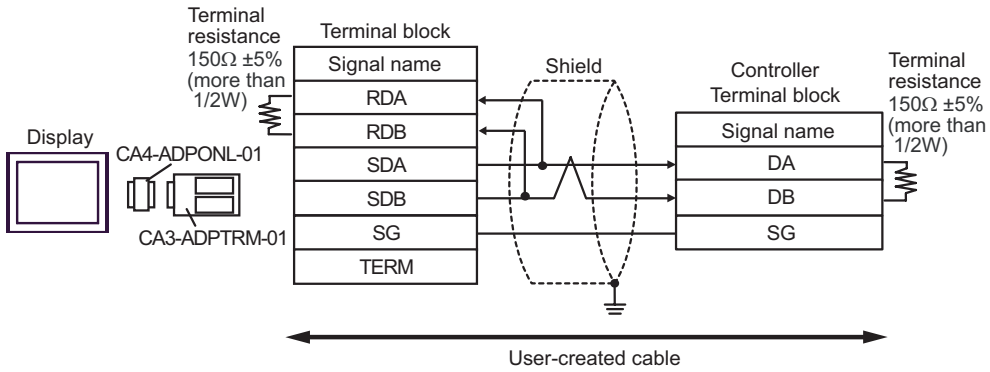 Terminal
resistance
150Ω ±5%
(more than
1/2W)
Terminal block
Signal name
RDA
RDB
SDA
SDB
SG
TERM
Display
CA4-ADPONL-01
CA3-ADPTRM-01
Shield
Controller
Terminal block
Signal name
DA
DB
SG
Terminal
resistance
150Ω ±5%
(more than
1/2W)
User-created cable